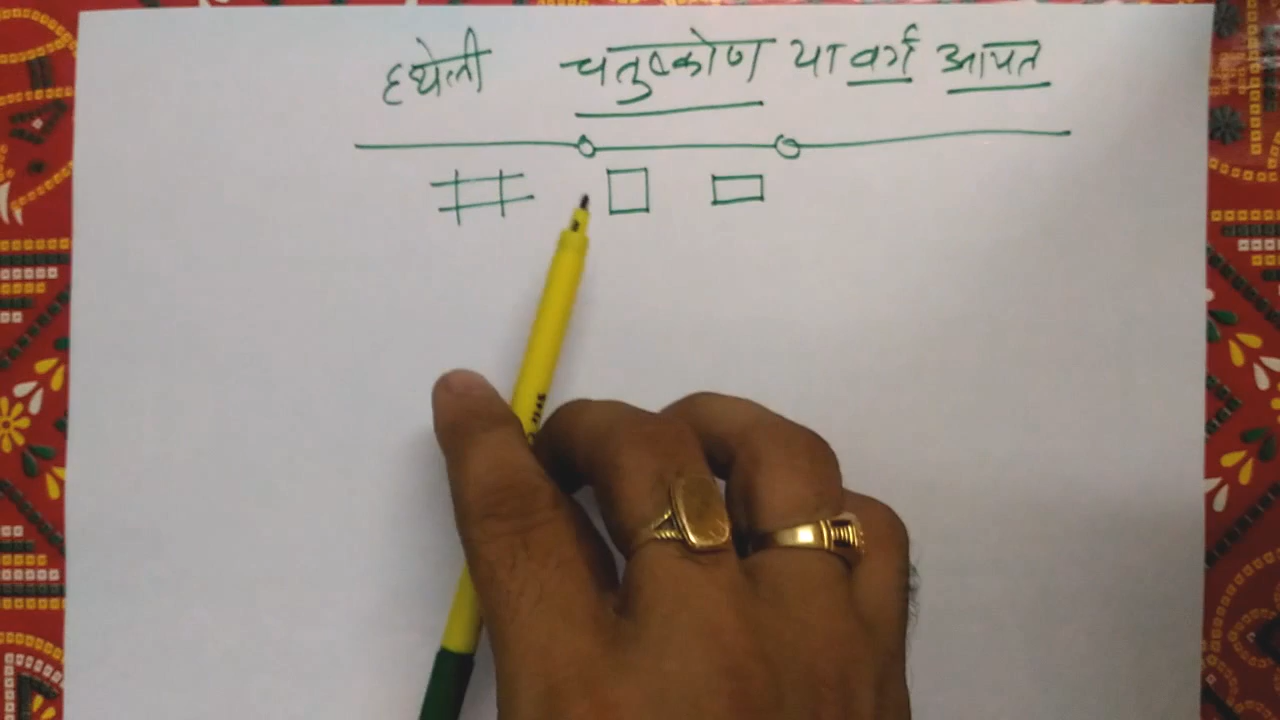 हथेली चतुष्कोण या वर्ग आयत